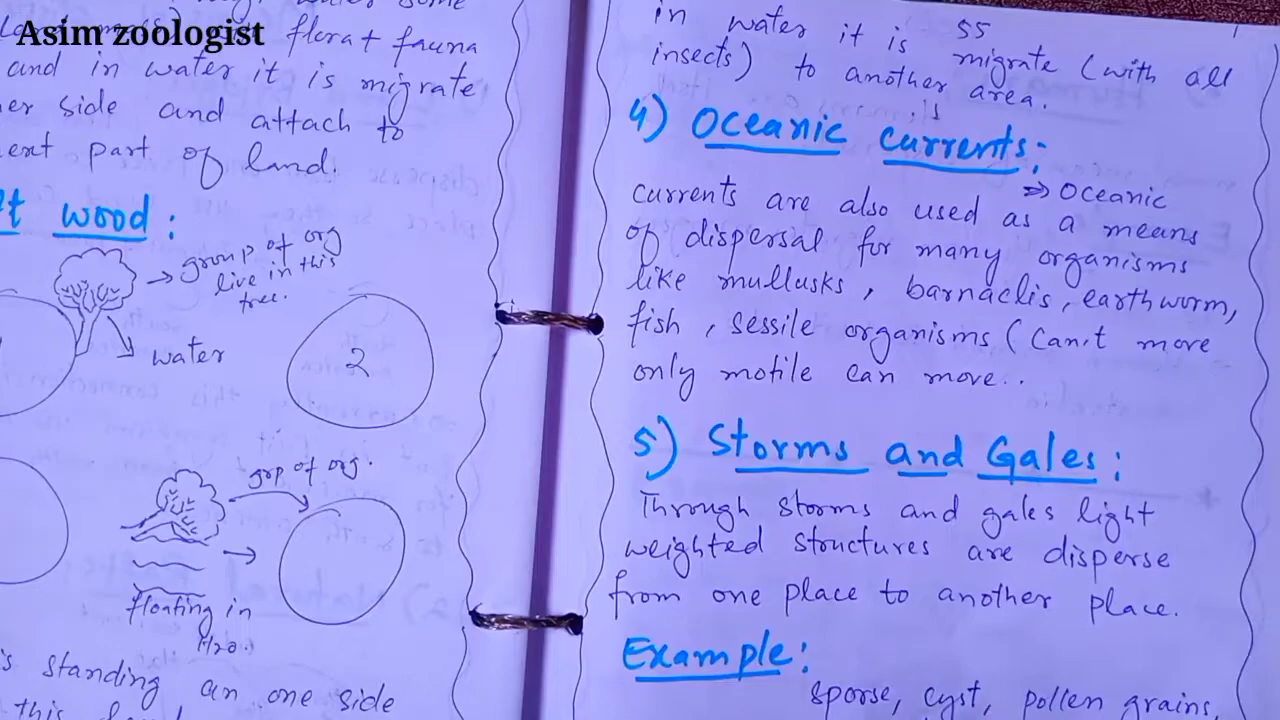 Asim zoologist
flora + fauna
and in water it is migrate
er side and attach to
ent part of land.
ft wood :
group of org
live in this
tree.
water
2
grp of org.
floating in
H2o.
is standing an one side
in water it is 55
migrate (with all
insects) to another area.
4) Oceanic Currents:
⇒ Oceanic
currents are also used as a means
of dispersal for many organisms
like mullusks, barnaclis, earthworm,
fish, sessile organisms (Can't more
only motile can move..
5) Storms and Gales:
Through storms and gales light
weighted structures are disperse
from one place to another place.
Example:
sporse, cyst, pollen grains,